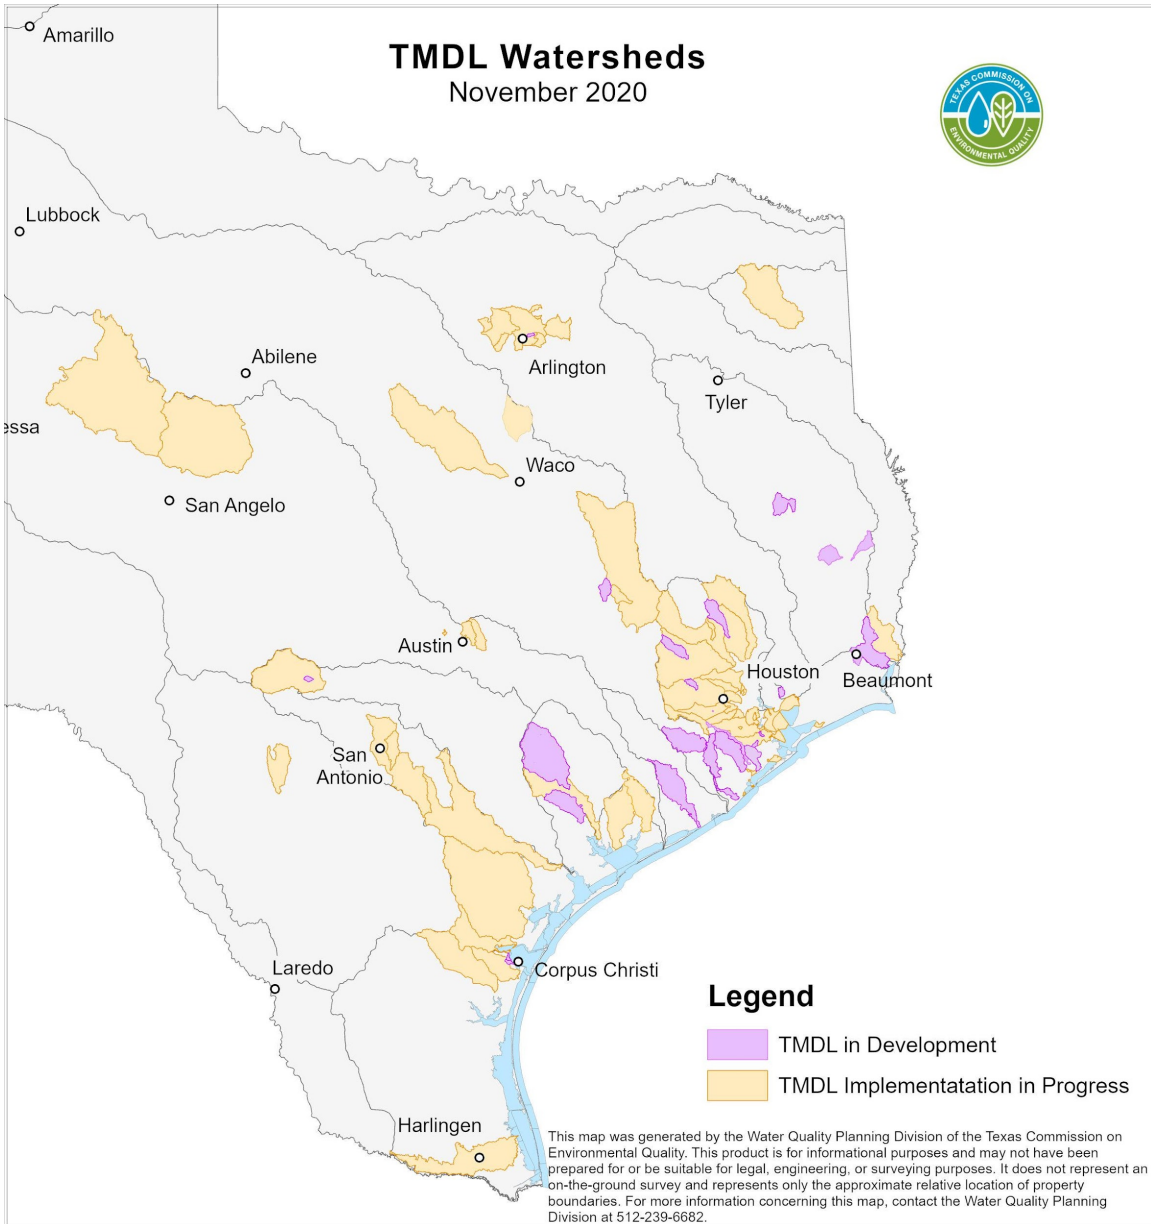 TMDL Watersheds
November 2020
TEXAS COMMISSION ON
ENVIRONMENTAL QUALITY
Amarillo
Lubbock
Abilene
Arlington
Tyler
essa
Waco
San Angelo
Austin
Houston
Beaumont
San
Antonio
Laredo
Corpus Christi
Harlingen
Legend
TMDL in Development
TMDL Implementatation in Progress
This map was generated by the Water Quality Planning Division of the Texas Commission on
Environmental Quality. This product is for informational purposes and may not have been
prepared for or be suitable for legal, engineering, or surveying purposes. It does not represent an
on-the-ground survey and represents only the approximate relative location of property
boundaries. For more information concerning this map, contact the Water Quality Planning
Division at 512-239-6682.